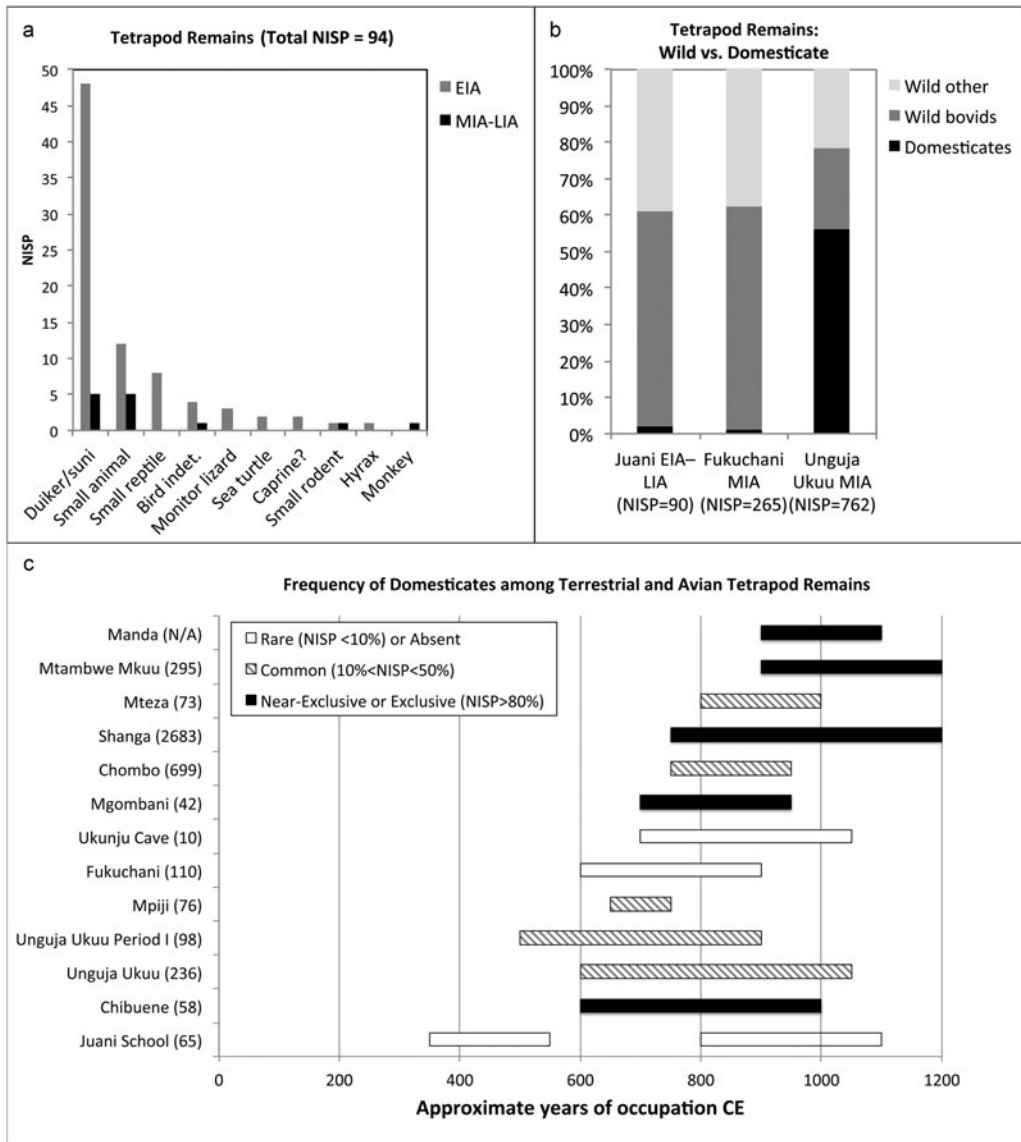 a
Tetrapod Remains (Total NISP = 94)
50
45
40
35
30
25
20
15
10
5
0
NISP
EIA
MIA-LIA
Duiker/suni
Small animal
Small reptile
Bird indet.
Monitor lizard
Sea turtle
Caprine?
Small rodent
Hyrax
Monkey
b
Tetrapod Remains:
Wild vs. Domesticate
100%
90%
80%
70%
60%
50%
40%
30%
20%
10%
0%
Wild other
Wild bovids
Domesticates
Juani EIA–
LIA
(NISP=90)
Fukuchani
MIA
(NISP=265)
Unguja
Ukuu MIA
(NISP=762)
c
Frequency of Domesticates among Terrestrial and Avian Tetrapod Remains
Rare (NISP <10%) or Absent
Common (10%<NISP<50%)
Near-Exclusive or Exclusive (NISP>80%)
Manda (N/A)
Mtambwe Mkuu (295)
Mteza (73)
Shanga (2683)
Chombo (699)
Mgombani (42)
Ukunju Cave (10)
Fukuchani (110)
Mpiji (76)
Unguja Ukuu Period I (98)
Unguja Ukuu (236)
Chibuene (58)
Juani School (65)
0
200
400
600
800
1000
1200
Approximate years of occupation CE